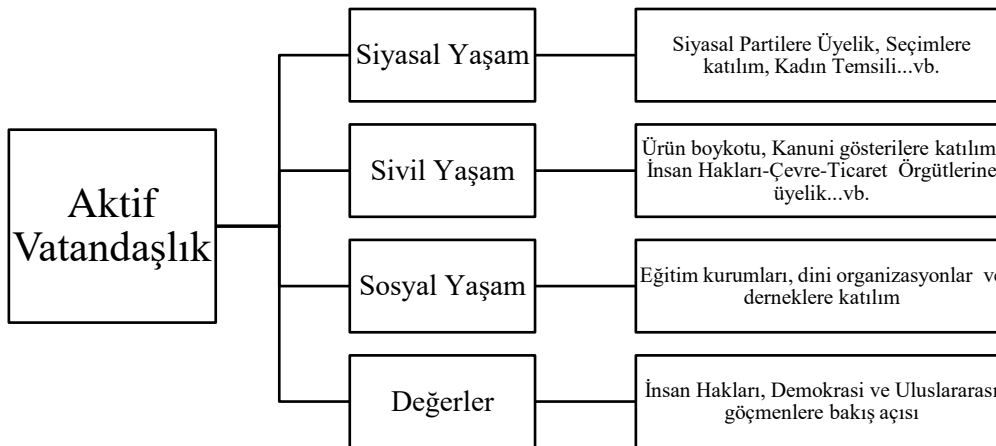 Aktif
Vatandaşlık
Siyasal Yaşam
Siyasal Partilere Üyelik, Seçimlere
katılım, Kadın Temsili...vb.
Sivil Yaşam
Ürün boykotu, Kanuni gösterilere katılım
İnsan Hakları-Çevre-Ticaret Örgütlerine
üyelik...vb.
Sosyal Yaşam
Eğitim kurumları, dini organizasyonlar ve
derneklere katılım
Değerler
İnsan Hakları, Demokrasi ve Uluslararası
göçmenlere bakış açısı